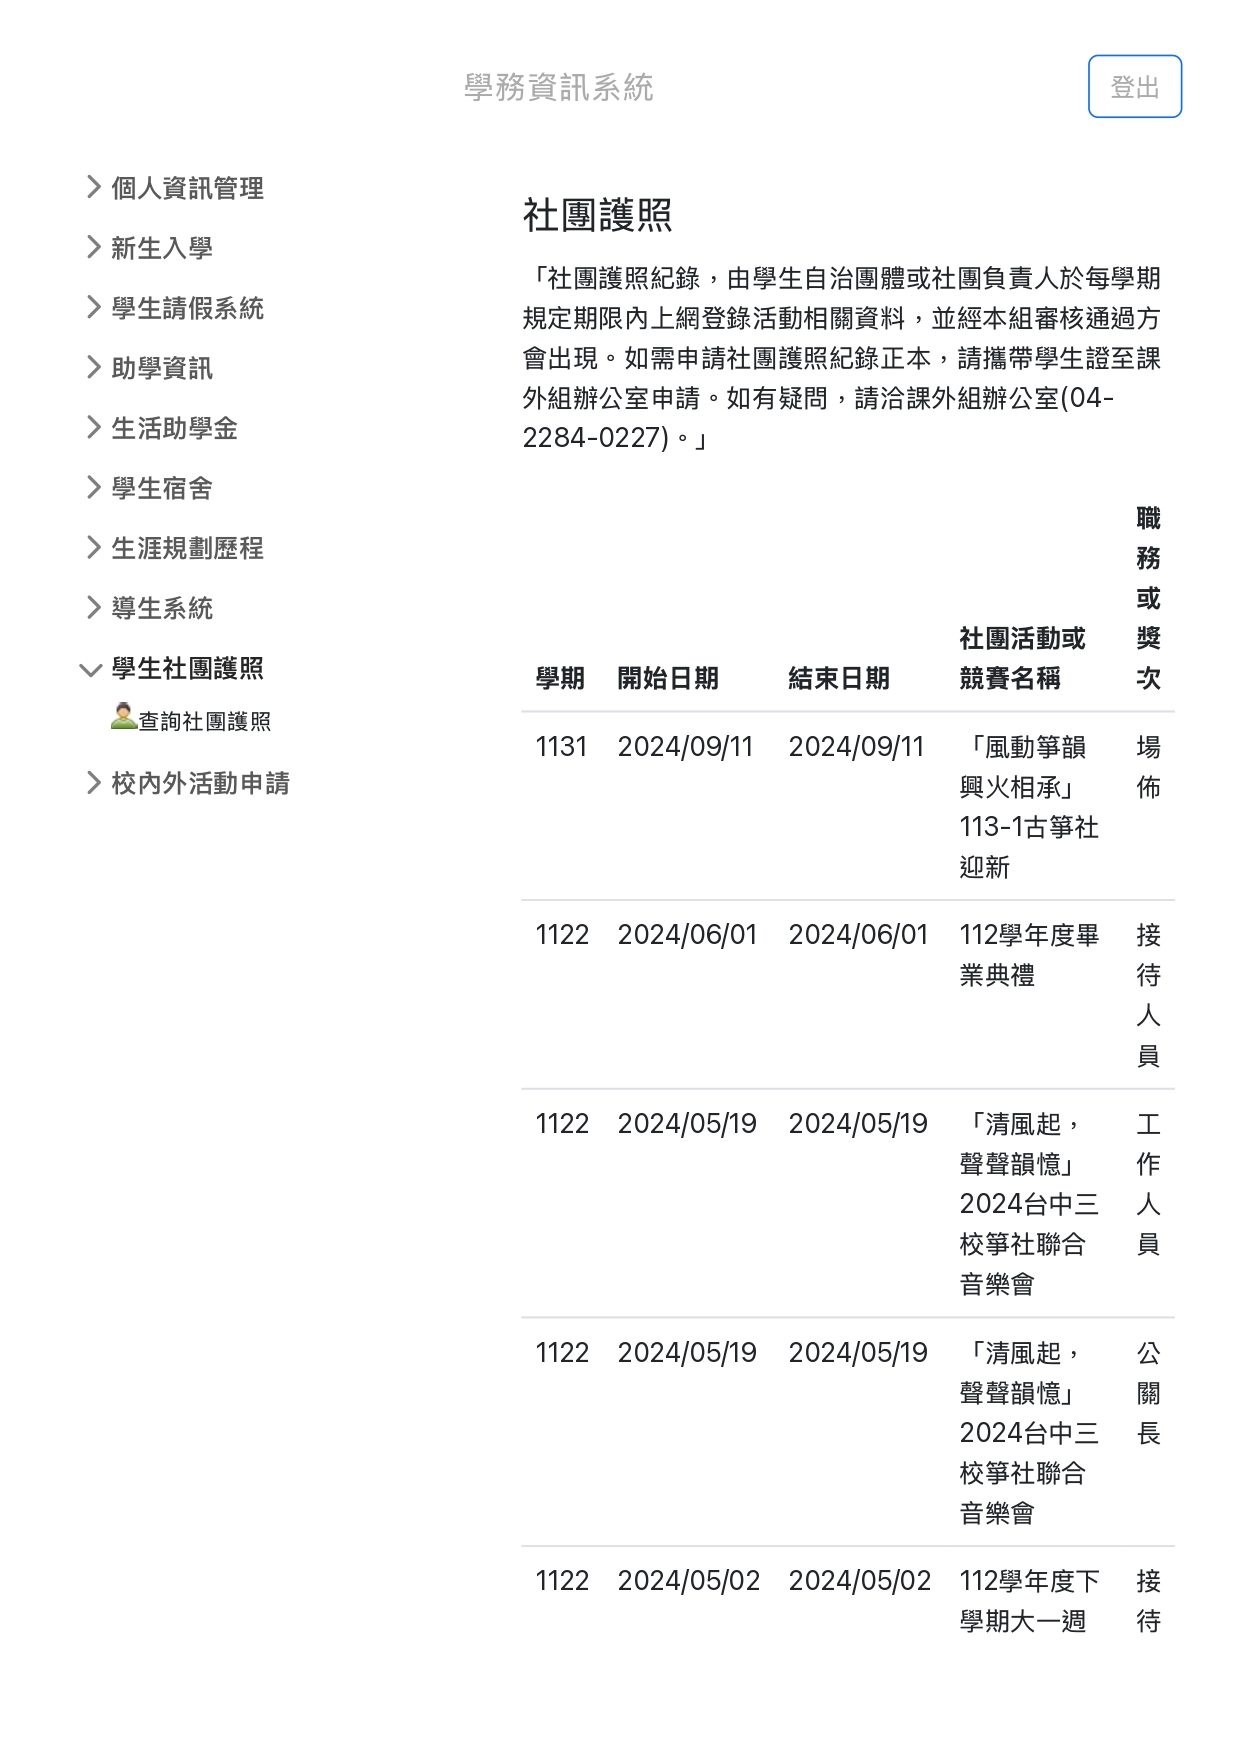 學務資訊系統
登出
個人資訊管理
新生入學
學生請假系統
助學資訊
生活助學金
學生宿舍
生涯規劃歷程
導生系統
學生社團護照
查詢社團護照
校內外活動申請
社團護照
「社團護照紀錄，由學生自治團體或社團負責人於每學期
規定期限內上網登錄活動相關資料，並經本組審核通過方
會出現。如需申請社團護照紀錄正本，請攜帶學生證至課
外組辦公室申請。如有疑問，請洽課外組辦公室(04-
2284-0227)。」
職
務
或
社團活動或 獎
學期 開始日期 結束日期 競賽名稱 次
1131 2024/09/11 2024/09/11 「風動箏韻 場
興火相承」 佈
113-1古箏社
迎新
1122 2024/06/01 2024/06/01 112學年度畢 接
業典禮 待
人
員
1122 2024/05/19 2024/05/19 「清風起， 工
聲聲韻憶」 作
2024台中三 人
校箏社聯合 員
音樂會
1122 2024/05/19 2024/05/19 「清風起， 公
聲聲韻憶」 關
2024台中三 長
校箏社聯合
音樂會
1122 2024/05/02 2024/05/02 112學年度下 接
學期大一週 待